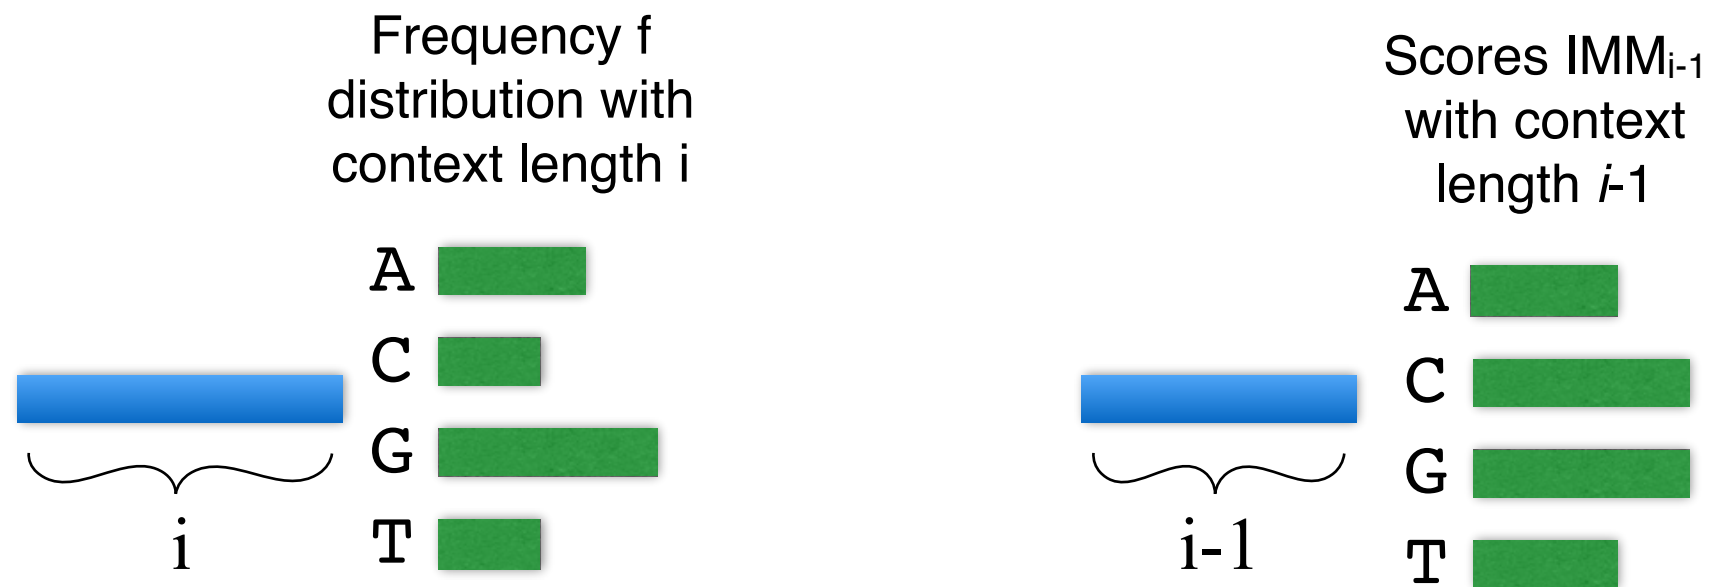 Frequency f
distribution with
context length i
A
C
G
T
i
Scores IMMi-1
with context
length i-1
A
C
G
T
i-1